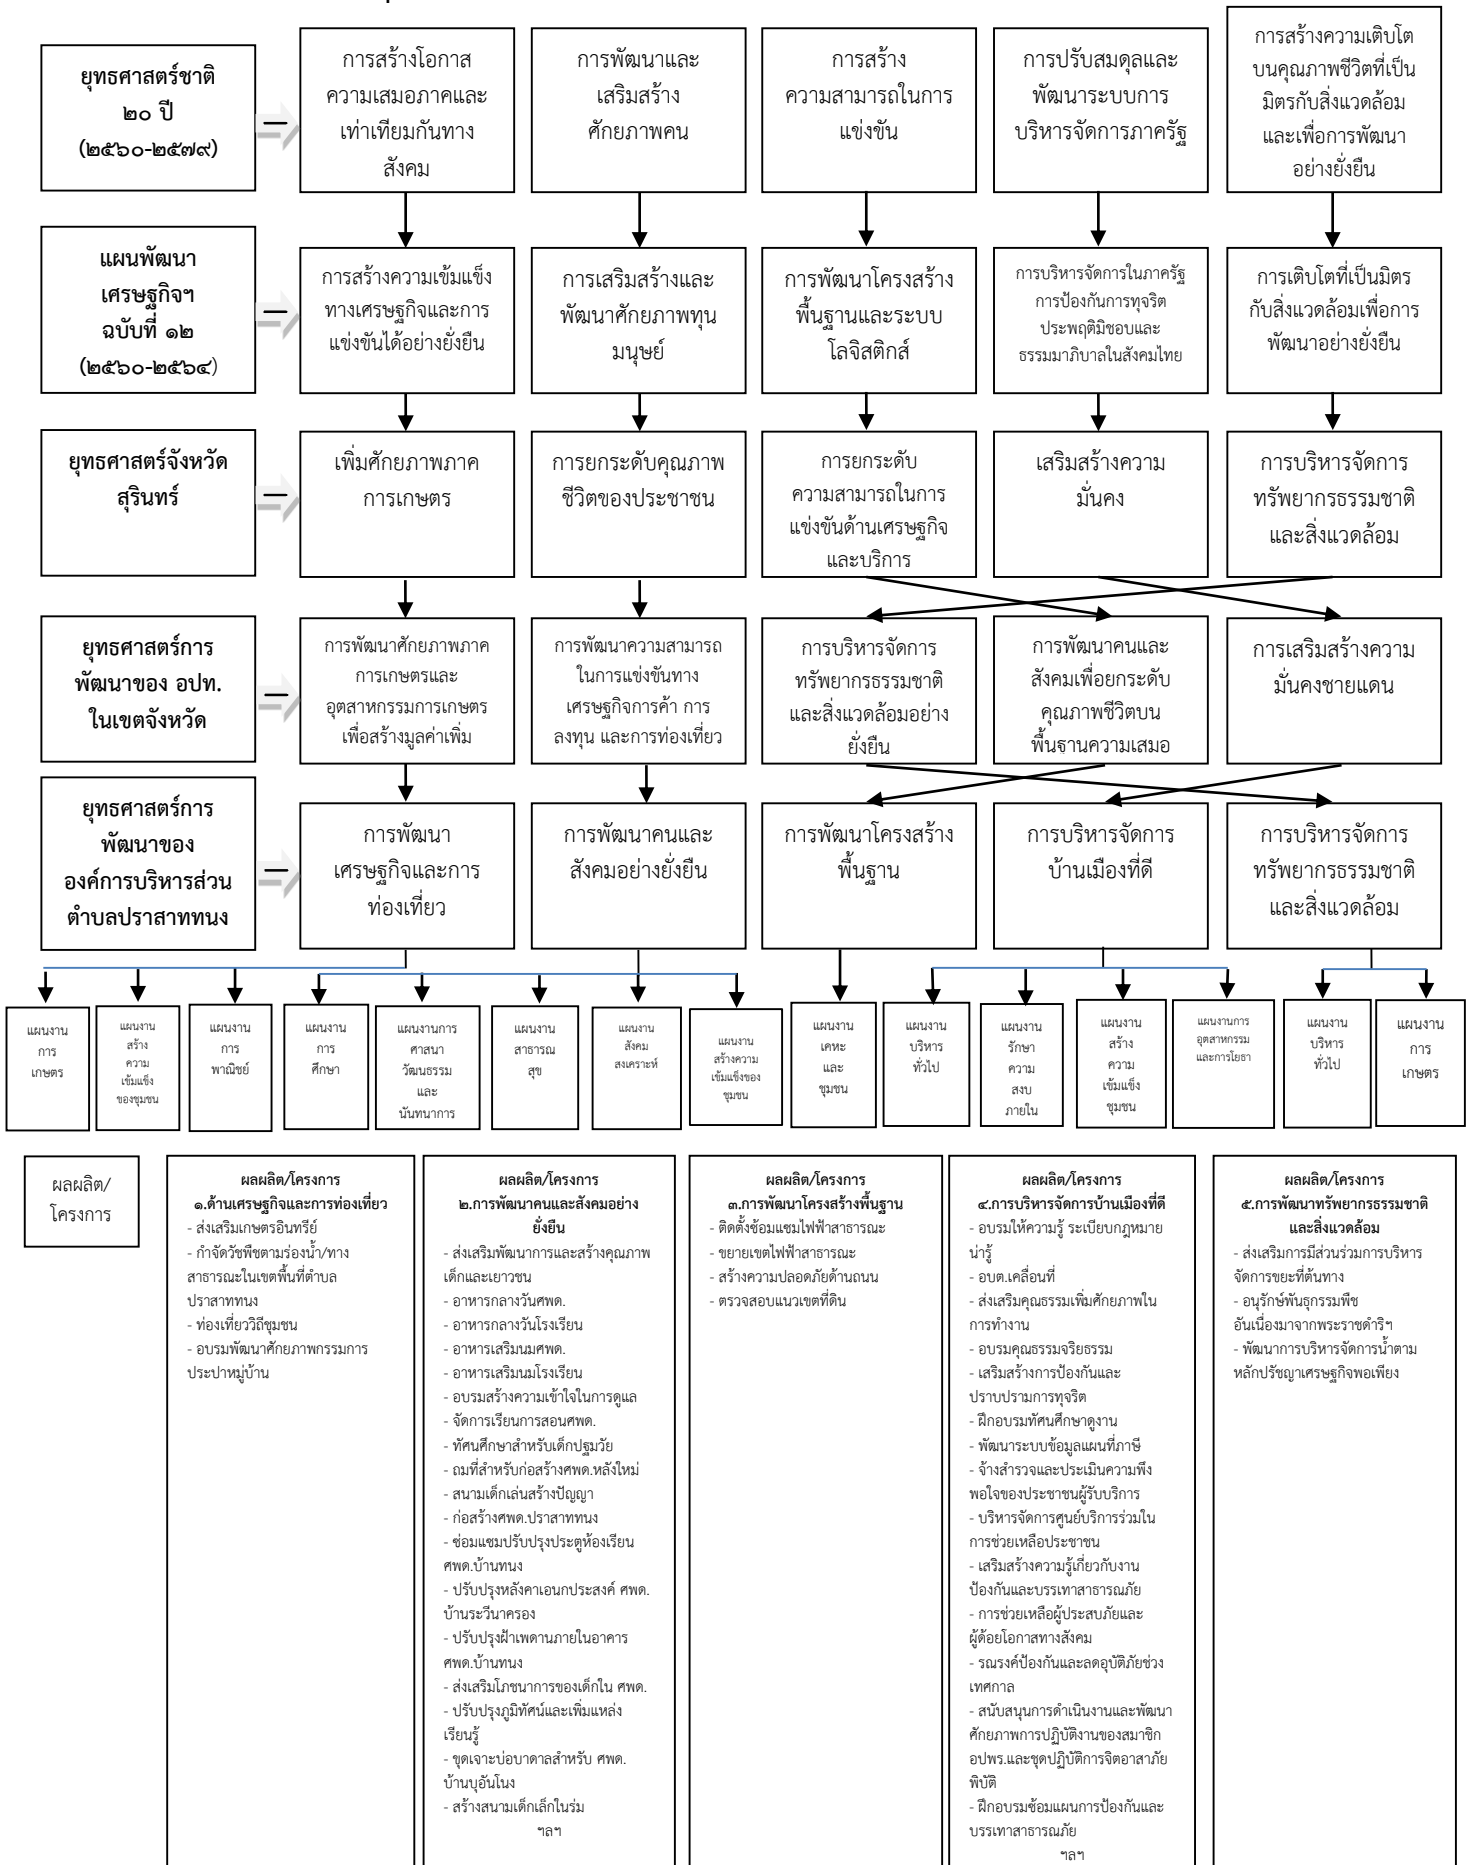 ยุทธศาสตร์ชาติ
๒๐ ปี
(๒๕๖๐-๒๕๗๙)
การสร้างโอกาส
ความเสมอภาคและ
เท่าเทียมกันทาง
สังคม
การพัฒนาและ
เสริมสร้าง
ศักยภาพคน
การสร้าง
ความสามารถในการ
แข่งขัน
การปรับสมดุลและ
พัฒนาระบบการ
บริหารจัดการภาครัฐ
การสร้างความเติบโต
บนคุณภาพชีวิตที่เป็น
มิตรกับสิ่งแวดล้อม
และเพื่อการพัฒนา
อย่างยั่งยืน
แผนพัฒนา
เศรษฐกิจฯ
ฉบับที่ ๑๒
(๒๕๖๐-๒๕๖๔)
การสร้างความเข้มแข็ง
ทางเศรษฐกิจและการ
แข่งขันได้อย่างยั่งยืน
การเสริมสร้างและ
พัฒนาศักยภาพทุน
มนุษย์
การพัฒนาโครงสร้าง
พื้นฐานและระบบ
โลจิสติกส์
การบริหารจัดการในภาครัฐ
การป้องกันการทุจริต
ประพฤติมิชอบและ
ธรรมมาภิบาลในสังคมไทย
การเติบโตที่เป็นมิตร
กับสิ่งแวดล้อมเพื่อการ
พัฒนาอย่างยั่งยืน
ยุทธศาสตร์จังหวัด
สุรินทร์
เพิ่มศักยภาพภาค
การเกษตร
การยกระดับคุณภาพ
ชีวิตของประชาชน
การยกระดับ
ความสามารถในการ
แข่งขันด้านเศรษฐกิจ
และบริการ
เสริมสร้างความ
มั่นคง
การบริหารจัดการ
ทรัพยากรธรรมชาติ
และสิ่งแวดล้อม
ยุทธศาสตร์การ
พัฒนาของ อปท.
ในเขตจังหวัด
การพัฒนาศักยภาพภาค
การเกษตรและ
อุตสาหกรรมการเกษตร
เพื่อสร้างมูลค่าเพิ่ม
การพัฒนาความสามารถ
ในการแข่งขันทาง
เศรษฐกิจการค้า การ
ลงทุน และการท่องเที่ยว
การบริหารจัดการ
ทรัพยากรธรรมชาติ
และสิ่งแวดล้อมอย่าง
ยั่งยืน
การพัฒนาคนและ
สังคมเพื่อยกระดับ
คุณภาพชีวิตบน
พื้นฐานความเสมอ
การเสริมสร้างความ
มั่นคงชายแดน
ยุทธศาสตร์การ
พัฒนาของ
องค์การบริหารส่วน
ตำบลปราสาททนง
การพัฒนา
เศรษฐกิจและการ
ท่องเที่ยว
การพัฒนาคนและ
สังคมอย่างยั่งยืน
การพัฒนาโครงสร้าง
พื้นฐาน
การบริหารจัดการ
บ้านเมืองที่ดี
การบริหารจัดการ
ทรัพยากรธรรมชาติ
และสิ่งแวดล้อม
แผนงาน
การ
เกษตร
แผนงาน
สร้าง
ความ
เข้มแข็ง
ของชุมชน
แผนงาน
การ
พาณิชย์
แผนงาน
การ
ศึกษา
แผนงานการ
ศาสนา
วัฒนธรรม
และ
นันทนาการ
แผนงาน
สาธารณ
สุข
แผนงาน
สังคม
สงเคราะห์
แผนงาน
สร้างความ
เข้มแข็งของ
ชุมชน
แผนงาน
เคหะ
และ
ชุมชน
แผนงาน
บริหาร
ทั่วไป
แผนงาน
รักษา
ความ
สงบ
ภายใน
แผนงาน
สร้าง
ความ
เข้มแข็ง
ชุมชน
แผนงานการ
อุตสาหกรรม
และการโยธา
แผนงาน
บริหาร
ทั่วไป
แผนงาน
การ
เกษตร
ผลผลิต/
โครงการ
ผลผลิต/โครงการ
๑.ด้านเศรษฐกิจและการท่องเที่ยว
- ส่งเสริมเกษตรอินทรีย์
- กำจัดวัชพืชตามร่องน้ำ/ทาง
สาธารณะในเขตพื้นที่ตำบล
ปราสาททนง
- ท่องเที่ยววิถีชุมชน
- อบรมพัฒนาศักยภาพกรรมการ
ประปาหมู่บ้าน
ผลผลิต/โครงการ
๒.การพัฒนาคนและสังคมอย่าง
ยั่งยืน
- ส่งเสริมพัฒนาการและสร้างคุณภาพ
เด็กและเยาวชน
- อาหารกลางวันศพด.
- อาหารกลางวันโรงเรียน
- อาหารเสริมนมศพด.
- อาหารเสริมนมโรงเรียน
- อบรมสร้างความเข้าใจในการดูแล
- จัดการเรียนการสอนศพด.
- ทัศนศึกษาสำหรับเด็กปฐมวัย
- ถมที่สำหรับก่อสร้างศพด.หลังใหม่
- สนามเด็กเล่นสร้างปัญญา
- ก่อสร้างศพด.ปราสาททนง
- ซ่อมแซมปรับปรุงประตูห้องเรียน
ศพด.บ้านทนง
- ปรับปรุงหลังคาเอนกประสงค์ ศพด.
บ้านระวีนาครอง
- ปรับปรุงฝ้าเพดานภายในอาคาร
ศพด.บ้านทนง
- ส่งเสริมโภชนาการของเด็กใน ศพด.
- ปรับปรุงภูมิทัศน์และเพิ่มแหล่ง
เรียนรู้
- ขุดเจาะบ่อบาดาลสำหรับ ศพด.
บ้านบุอันโนง
- สร้างสนามเด็กเล็กในร่ม
ฯลฯ
ผลผลิต/โครงการ
๓.การพัฒนาโครงสร้างพื้นฐาน
- ติดตั้งซ้อมแซมไฟฟ้าสาธารณะ
- ขยายเขตไฟฟ้าสาธารณะ
- สร้างความปลอดภัยด้านถนน
- ตรวจสอบแนวเขตที่ดิน
ผลผลิต/โครงการ
๔.การบริหารจัดการบ้านเมืองที่ดี
- อบรมให้ความรู้ ระเบียบกฎหมาย
น่ารู้
- อบต.เคลื่อนที่
- ส่งเสริมคุณธรรมเพิ่มศักยภาพใน
การทำงาน
- อบรมคุณธรรมจริยธรรม
- เสริมสร้างการป้องกันและ
ปราบปรามการทุจริต
- ฝึกอบรมทัศนศึกษาดูงาน
- พัฒนาระบบข้อมูลแผนที่ภาษี
- จ้างสำรวจและประเมินความพึง
พอใจของประชาชนผู้รับบริการ
- บริหารจัดการศูนย์บริการร่วมใน
การช่วยเหลือประชาชน
- เสริมสร้างความรู้เกี่ยวกับงาน
ป้องกันและบรรเทาสาธารณภัย
- การช่วยเหลือผู้ประสบภัยและ
ผู้ด้อยโอกาสทางสังคม
- รณรงค์ป้องกันและลดอุบัติภัยช่วง
เทศกาล
- สนับสนุนการดำเนินงานและพัฒนา
ศักยภาพการปฏิบัติงานของสมาชิก
อปพร.และชุดปฏิบัติการจิตอาสาภัย
พิบัติ
- ฝึกอบรมซ้อมแผนการป้องกันและ
บรรเทาสาธารณภัย
ฯลฯ
ผลผลิต/โครงการ
๕.การพัฒนาทรัพยากรธรรมชาติ
และสิ่งแวดล้อม
- ส่งเสริมการมีส่วนร่วมการบริหาร
จัดการขยะที่ต้นทาง
- อนุรักษ์พันธุกรรมพืช
อันเนื่องมาจากพระราชดำริฯ
- พัฒนาการบริหารจัดการน้ำตาม
หลักปรัชญาเศรษฐกิจพอเพียง